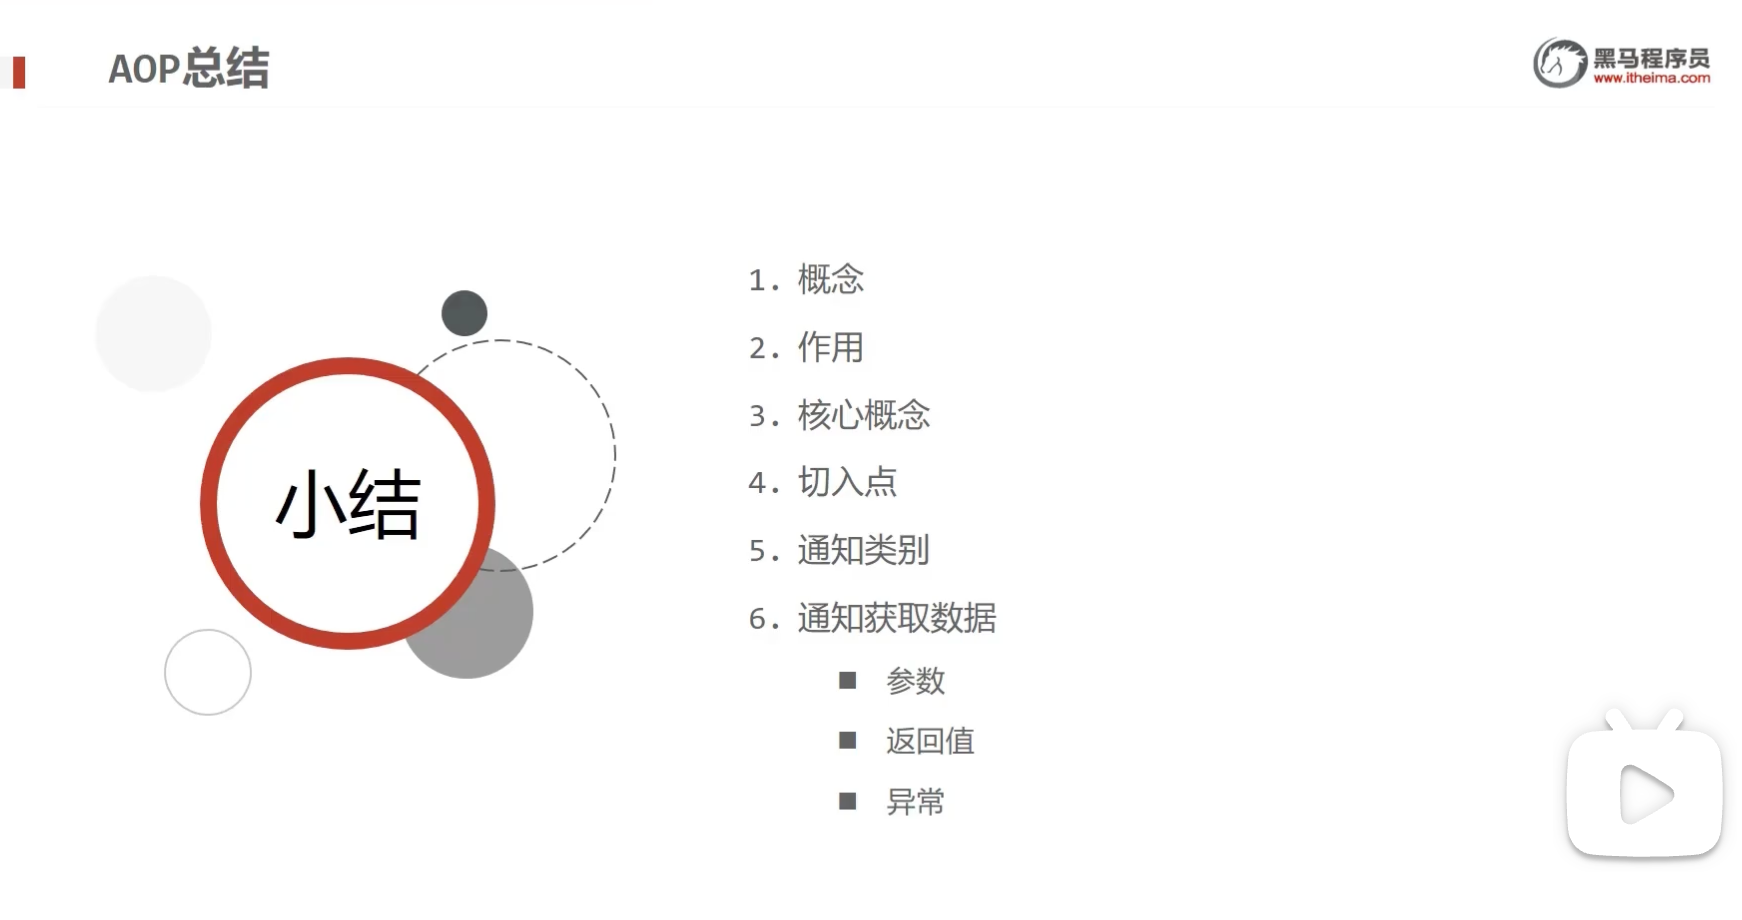 AOP总结
黑马程序员
www.itheima.com
小结
1. 概念
2. 作用
3. 核心概念
4. 切入点
5. 通知类别
6. 通知获取数据
■ 参数
■ 返回值
■ 异常